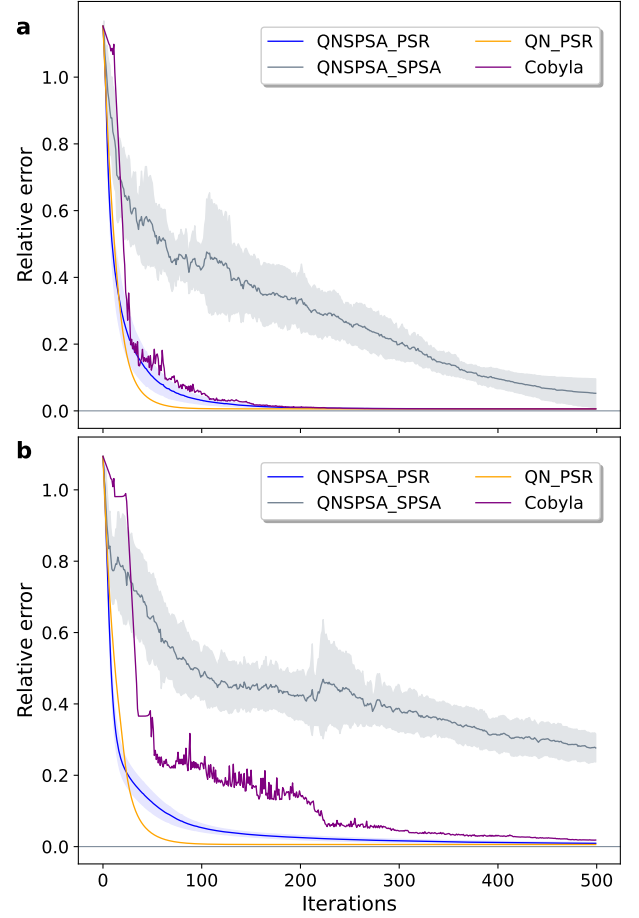 a
QNSPSA_PSR
QN_PSR
QNSPSA_SPSA
Cobyla
1.0
0.8
0.6
0.4
0.2
0.0
Relative error
b
QNSPSA_PSR
QN_PSR
QNSPSA_SPSA
Cobyla
1.0
0.8
0.6
0.4
0.2
0.0
Relative error
0 100 200 300 400 500
Iterations